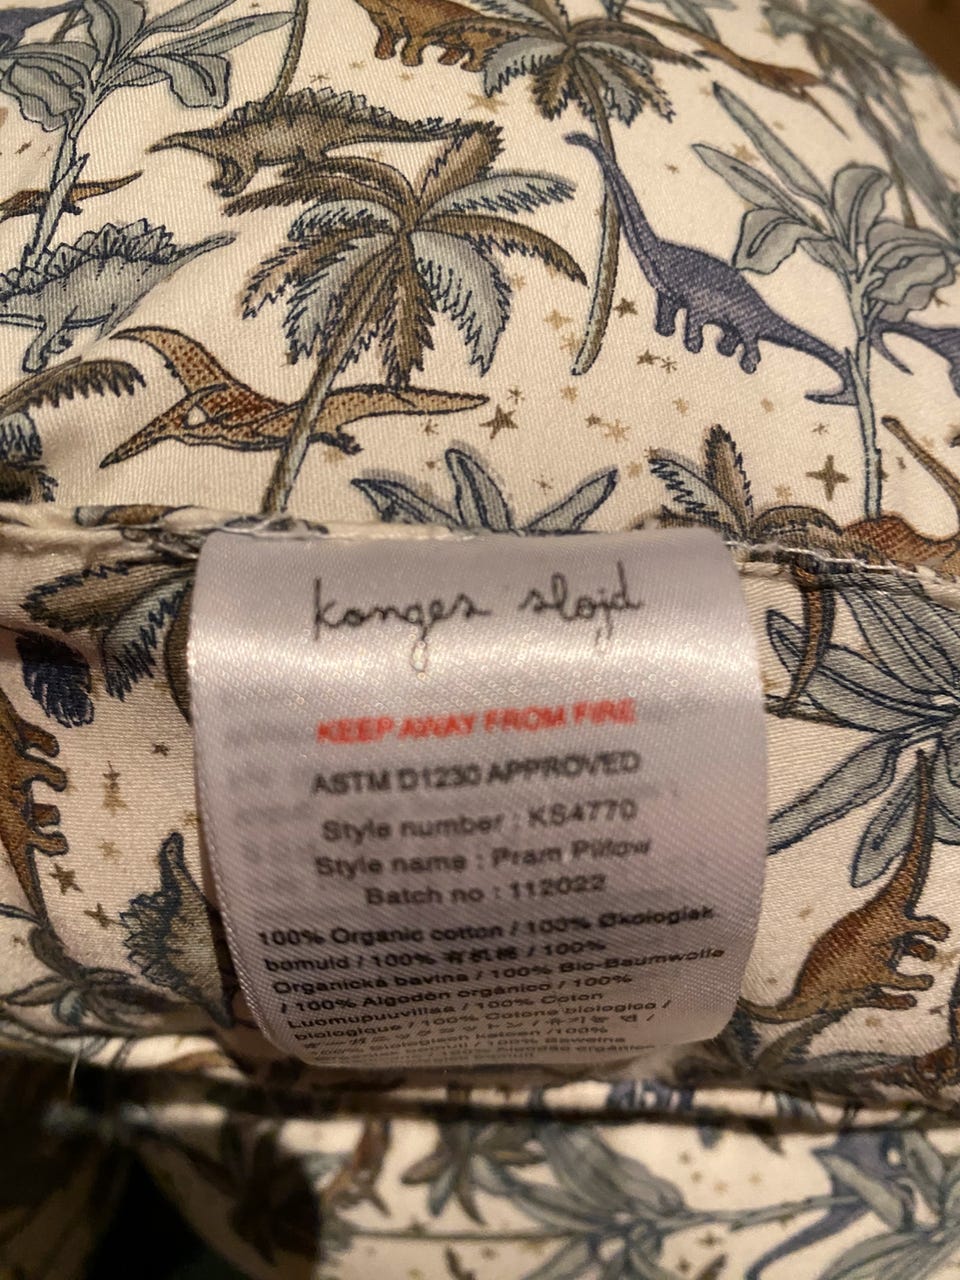 konges slojd
KEEP AWAY FROM FIRE
ASTM D1230 APPROVED
Style number : KS4770
Style name : Pram Pillow
Batch no : 112022
100% Organic cotton / 100% Økologisk
bomuld / 100% 有机棉 / 100%
Organická bavlna / 100% Bio-Baumwolle
/ 100% Algodón orgánico / 100%
Luomupuuvillaa / 100% Coton
biologique / 100% Cotone biologico /
/ 100%